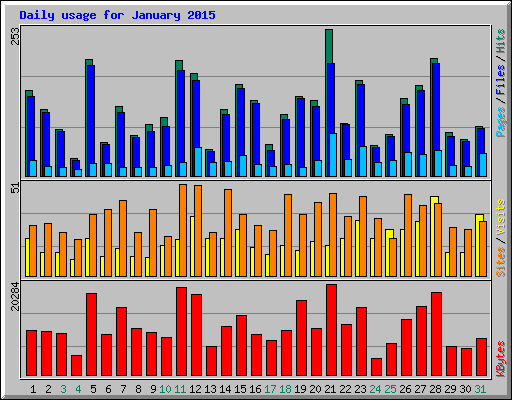 Daily usage for January 2015
253
Pages / Files / Hits
51
Sites / Visits
20284
KBytes
1 2 3 4 5 6 7 8 9 10 11 12 13 14 15 16 17 18 19 20 21 22 23 24 25 26 27 28 29 30 31